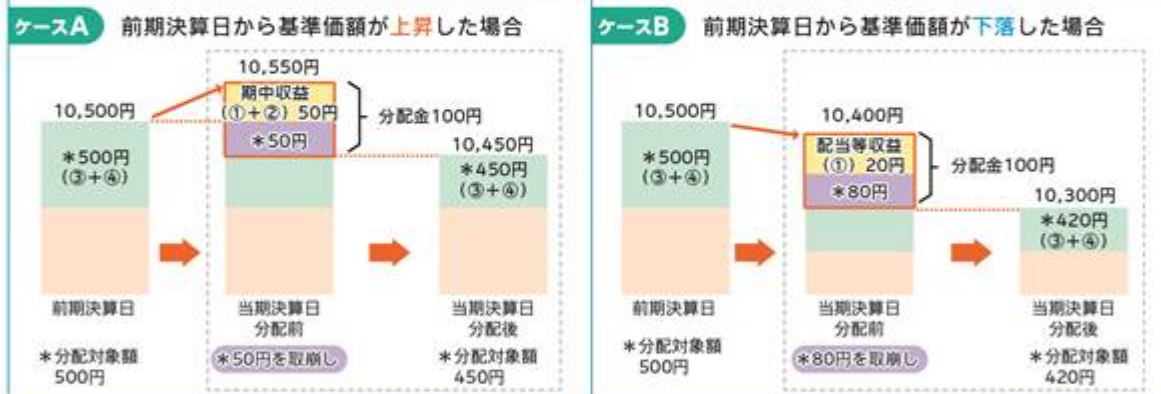 ケースA 前期決算日から基準価額が上昇した場合
10,550円
期中収益
(①+②) 50円
*50円
分配金100円
10,500円
*500円
(③+④)
10,450円
*450円
(③+④)
前期決算日
当期決算日
分配前
当期決算日
分配後
*分配対象額
500円
*50円を取崩し
*分配対象額
450円
ケースB 前期決算日から基準価額が下落した場合
10,500円
*500円
(③+④)
10,400円
配当等収益
(①) 20円
*80円
分配金100円
10,300円
*420円
(③+④)
前期決算日
当期決算日
分配前
当期決算日
分配後
*分配対象額
500円
*80円を取崩し
*分配対象額
420円